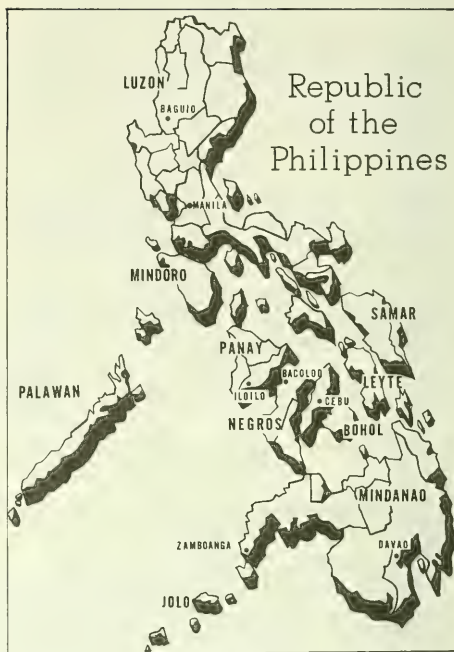 Republic
of the
Philippines
LUZON
BAGUIO
MANILA
MINDORO
SAMAR
PANAY
BACOLOD
PALAWAN
ILOILO
CEBU
LEYTE
NEGROS
BOHOL
MINDANAO
ZAMBOANGA
DAVAO
JOLO